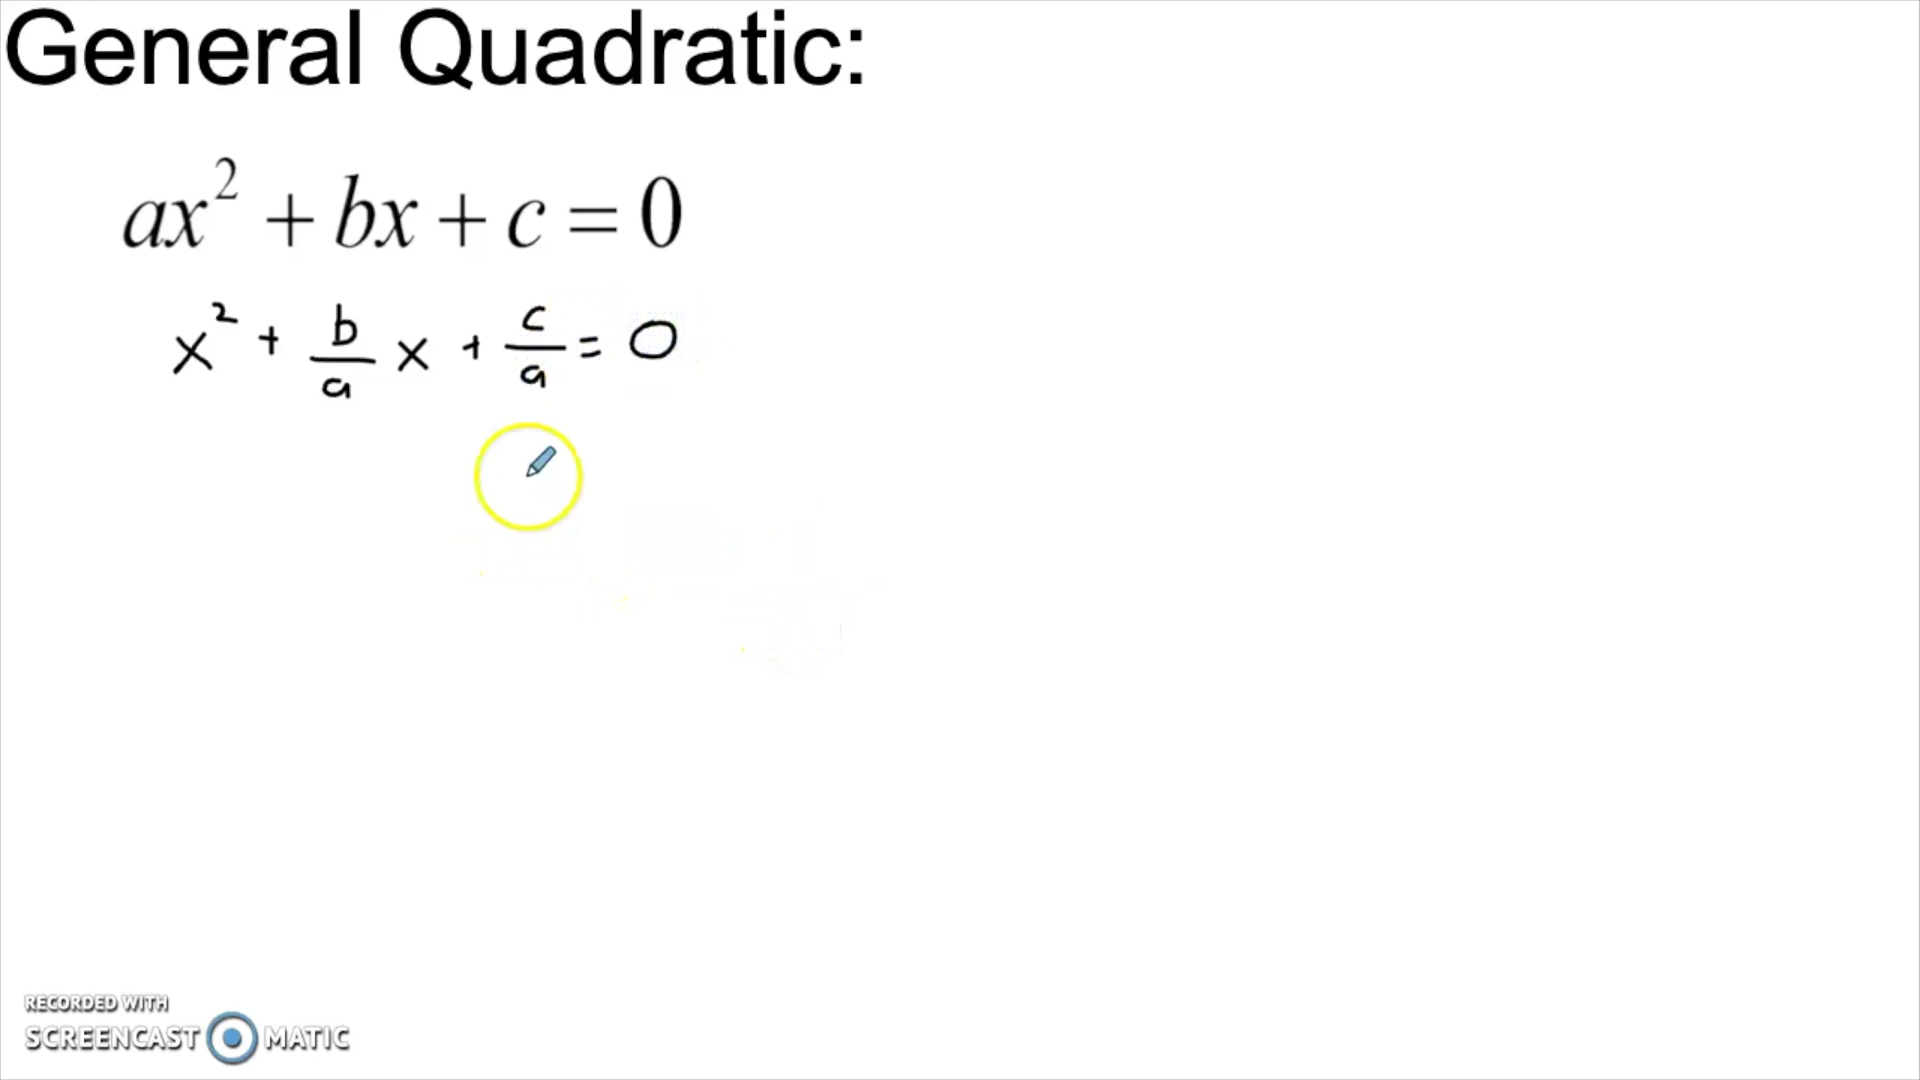 General Quadratic:
ax² + bx + c = 0
x² + b/a x + c/a = 0
RECORDED WITH
SCREENCAST MATIC